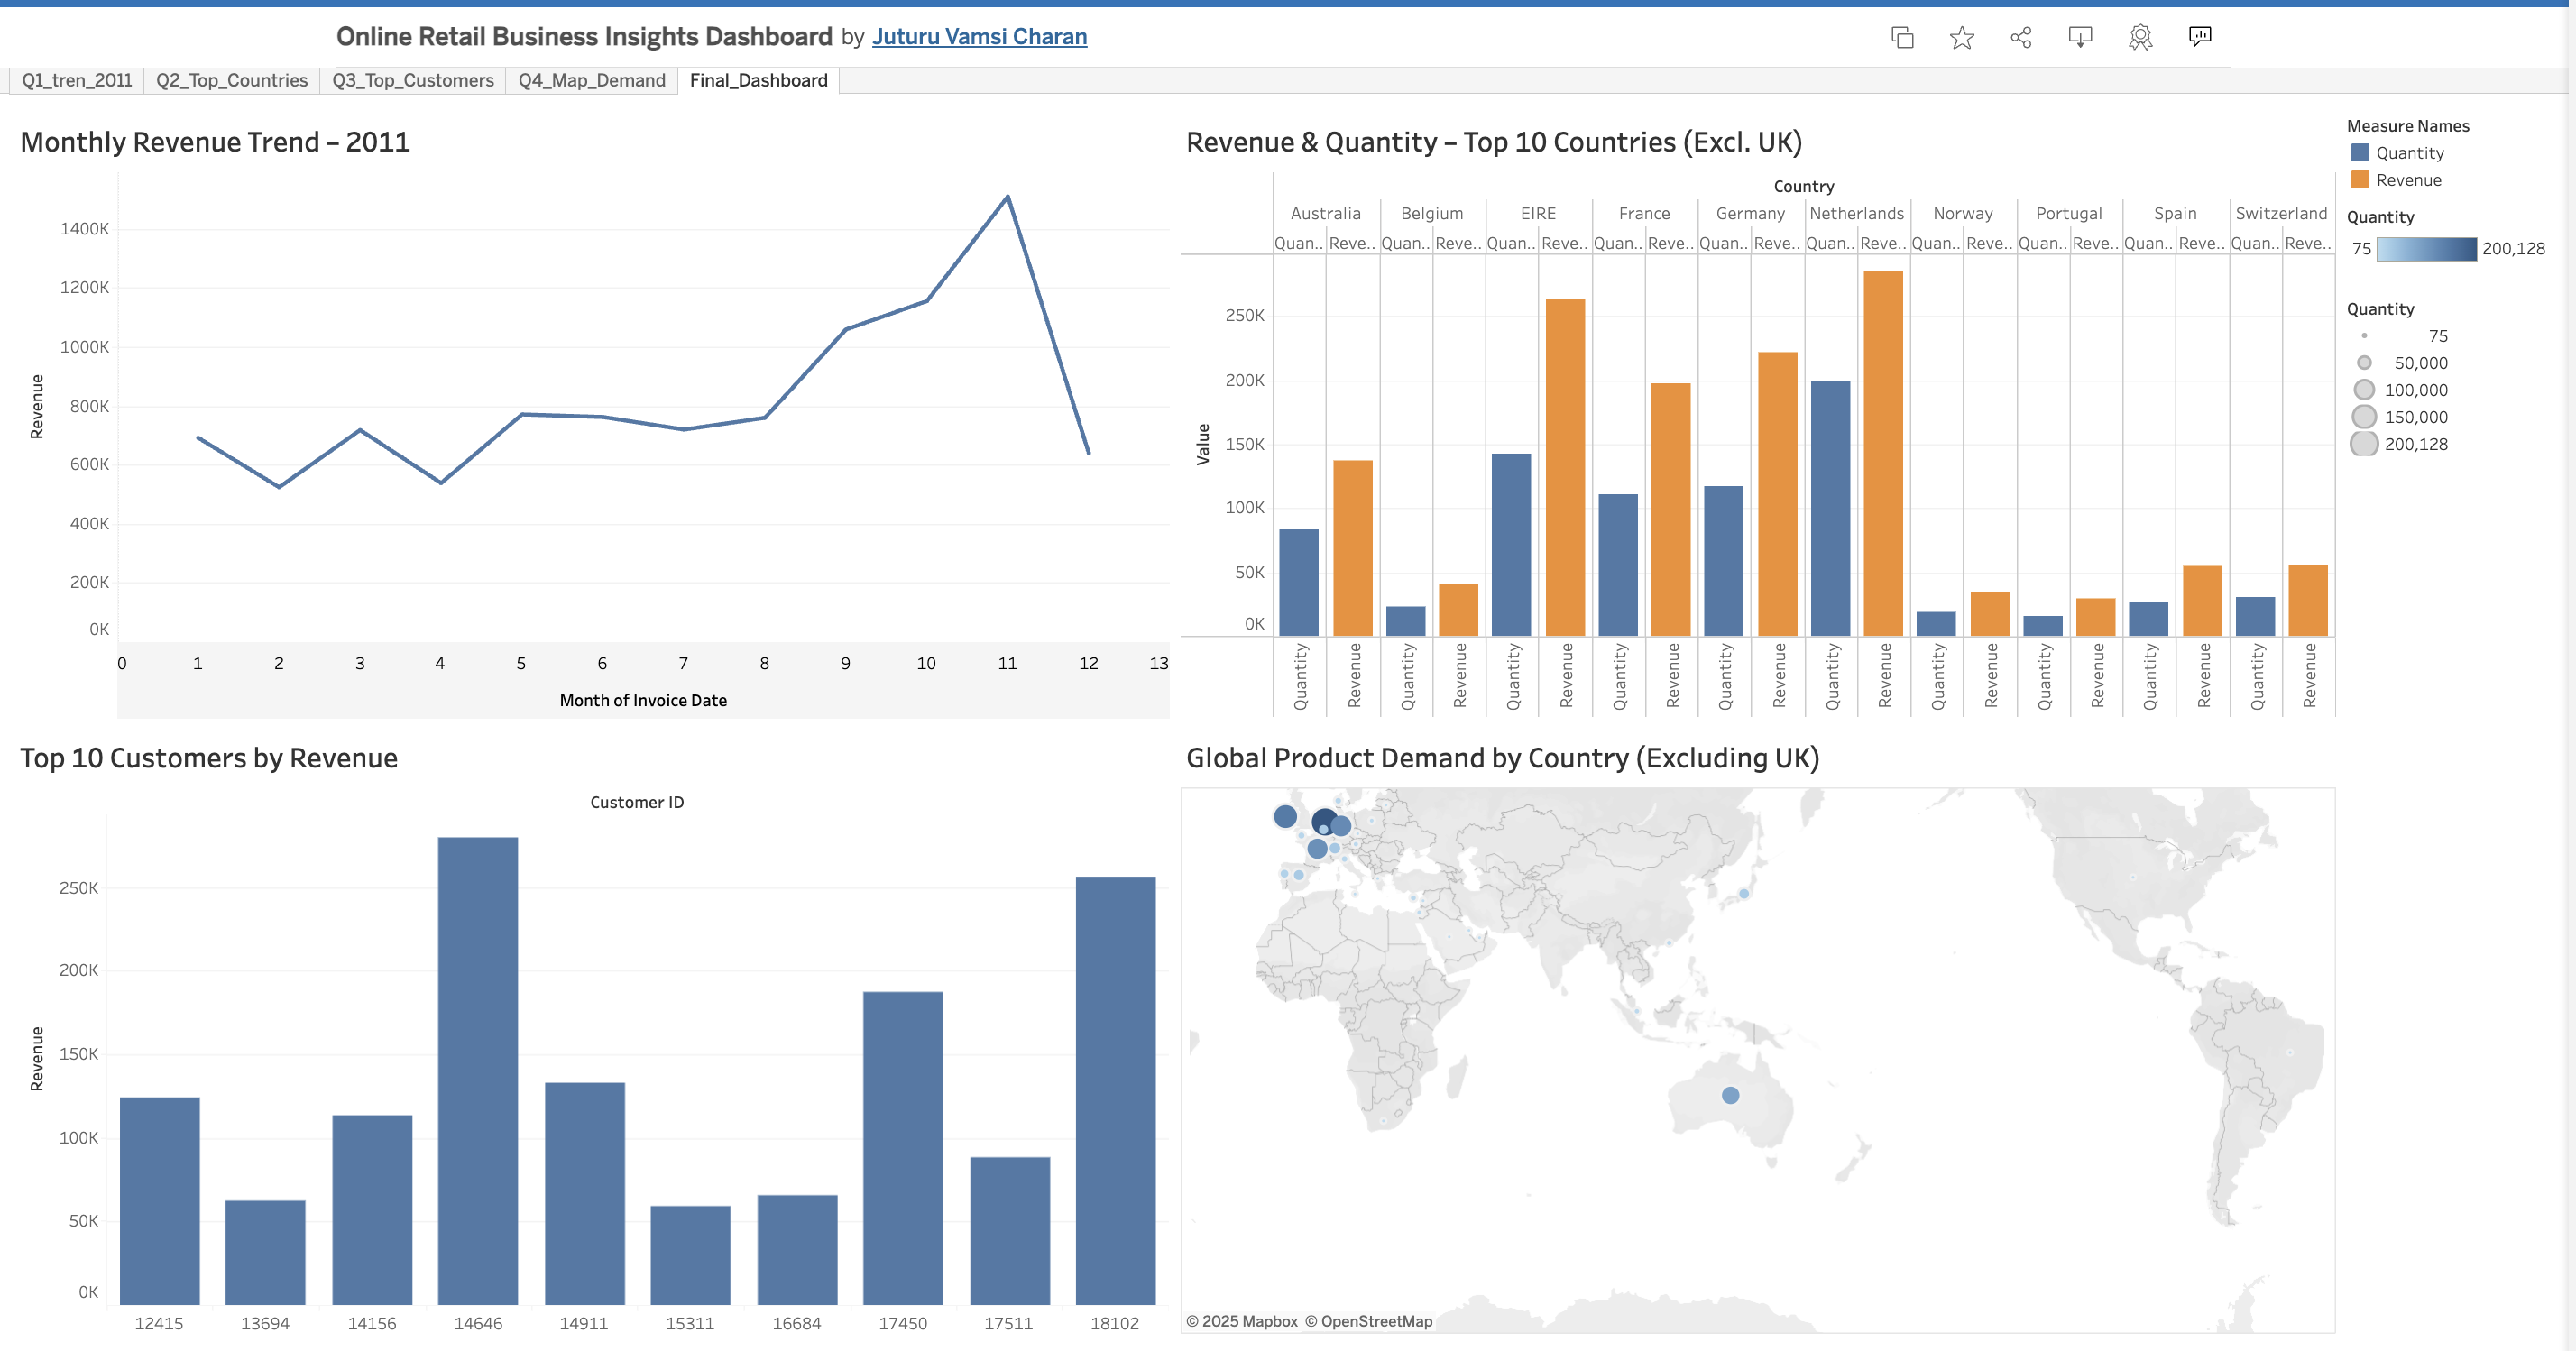 Online Retail Business Insights Dashboard by Juturu Vamsi Charan
Q1_tren_2011 Q2_Top_Countries Q3_Top_Customers Q4_Map_Demand Final_Dashboard
Monthly Revenue Trend – 2011
Revenue
1400K
1200K
1000K
800K
600K
400K
200K
0K
0 1 2 3 4 5 6 7 8 9 10 11 12 13
Month of Invoice Date
Revenue & Quantity – Top 10 Countries (Excl. UK)
Country
Australia Belgium EIRE France Germany Netherlands Norway Portugal Spain Switzerland
Quan.. Reve.. Quan.. Reve.. Quan.. Reve.. Quan.. Reve.. Quan.. Reve.. Quan.. Reve.. Quan.. Reve.. Quan.. Reve.. Quan.. Reve.. Quan.. Reve..
Value
250K
200K
150K
100K
50K
0K
Quantity Revenue Quantity Revenue Quantity Revenue Quantity Revenue Quantity Revenue Quantity Revenue Quantity Revenue Quantity Revenue Quantity Revenue Quantity Revenue
Measure Names
Quantity
Revenue
Quantity
75 200,128
Quantity
75
50,000
100,000
150,000
200,128
Top 10 Customers by Revenue
Customer ID
Revenue
250K
200K
150K
100K
50K
0K
12415 13694 14156 14646 14911 15311 16684 17450 17511 18102
Global Product Demand by Country (Excluding UK)
© 2025 Mapbox © OpenStreetMap